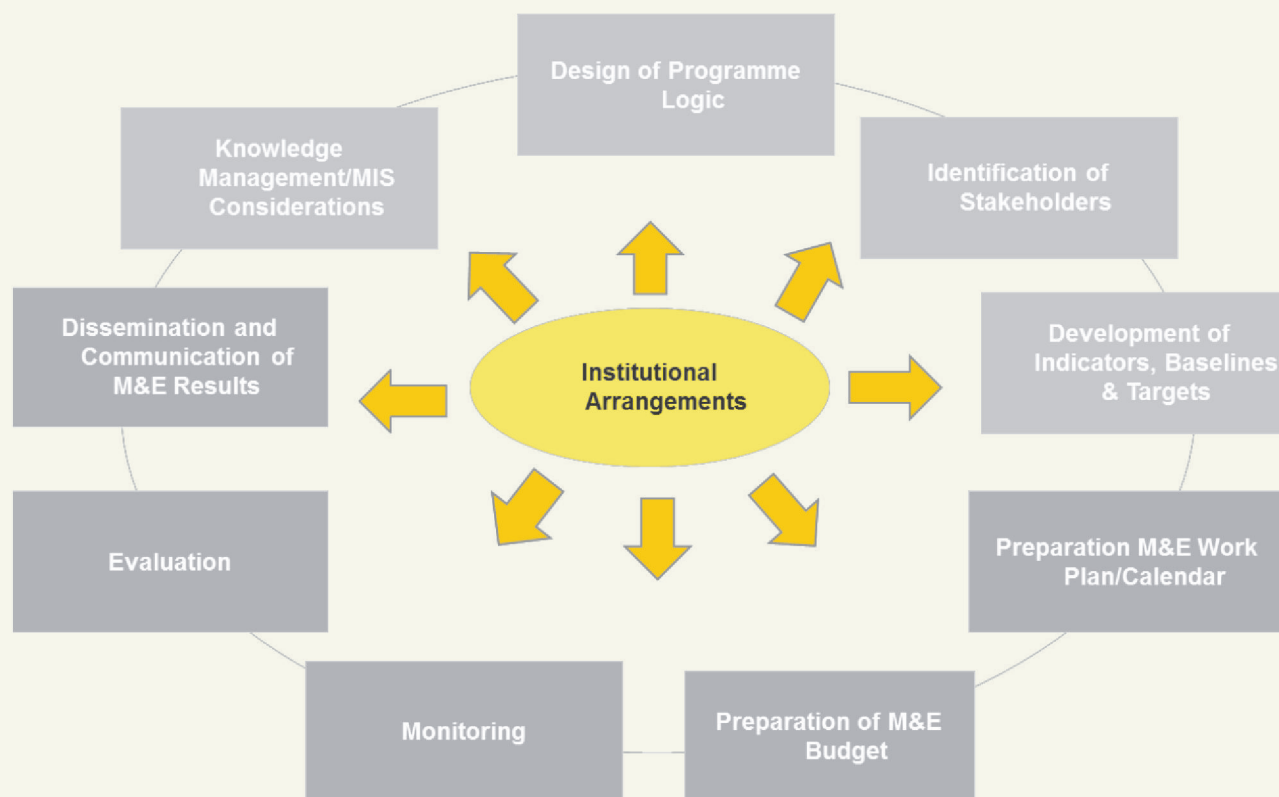 Design of Programme
Logic
Identification of
Stakeholders
Development of
Indicators, Baselines
& Targets
Preparation M&E Work
Plan/Calendar
Preparation of M&E
Budget
Monitoring
Evaluation
Dissemination and
Communication of
M&E Results
Knowledge
Management/MIS
Considerations
Institutional
Arrangements